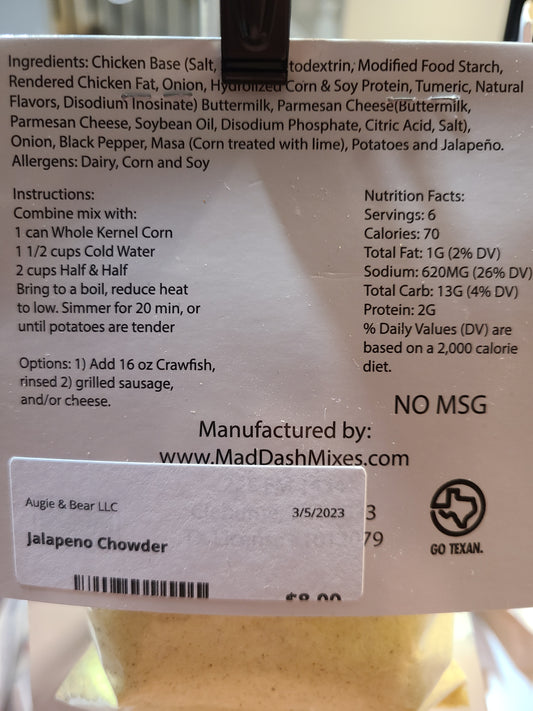 Ingredients: Chicken Base (Salt, todextrin, Modified Food Starch,
Rendered Chicken Fat, Onion, Hydrolized Corn & Soy Protein, Tumeric, Natural
Flavors, Disodium Inosinate) Buttermilk, Parmesan Cheese(Buttermilk,
Parmesan Cheese, Soybean Oil, Disodium Phosphate, Citric Acid, Salt),
Onion, Black Pepper, Masa (Corn treated with lime), Potatoes and Jalapeño.
Allergens: Dairy, Corn and Soy
Instructions:
Combine mix with:
1 can Whole Kernel Corn
1 1/2 cups Cold Water
2 cups Half & Half
Bring to a boil, reduce heat
to low. Simmer for 20 min, or
until potatoes are tender
Options: 1) Add 16 oz Crawfish,
rinsed 2) grilled sausage,
and/or cheese.
Nutrition Facts:
Servings: 6
Calories: 70
Total Fat: 1G (2% DV)
Sodium: 620MG (26% DV)
Total Carb: 13G (4% DV)
Protein: 2G
% Daily Values (DV) are
based on a 2,000 calorie
diet.
NO MSG
Manufactured by:
www.MadDashMixes.com
3
79
Augie & Bear LLC
3/5/2023
Jalapeno Chowder
$8.00
GO TEXAN.